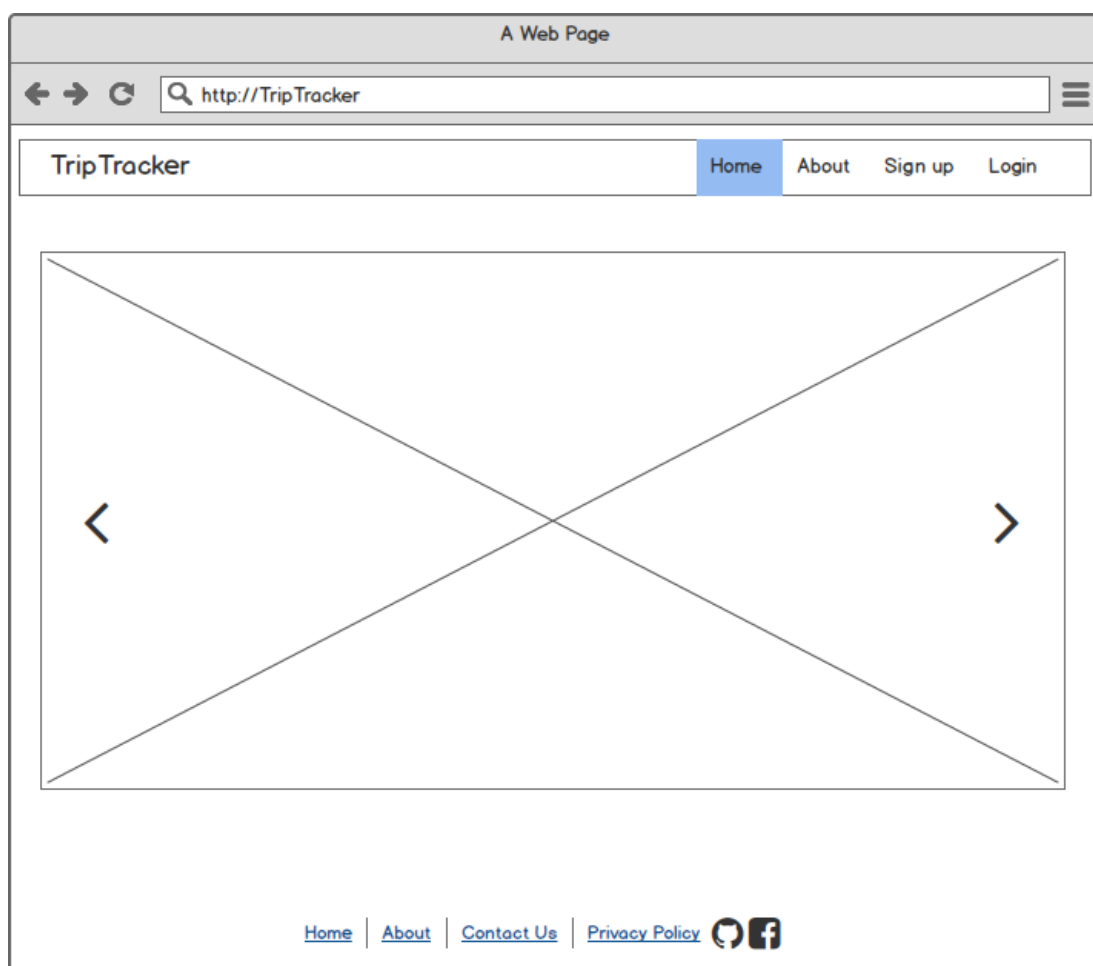 A Web Page
http://TripTracker
TripTracker Home About Sign up Login
Home About Contact Us Privacy Policy